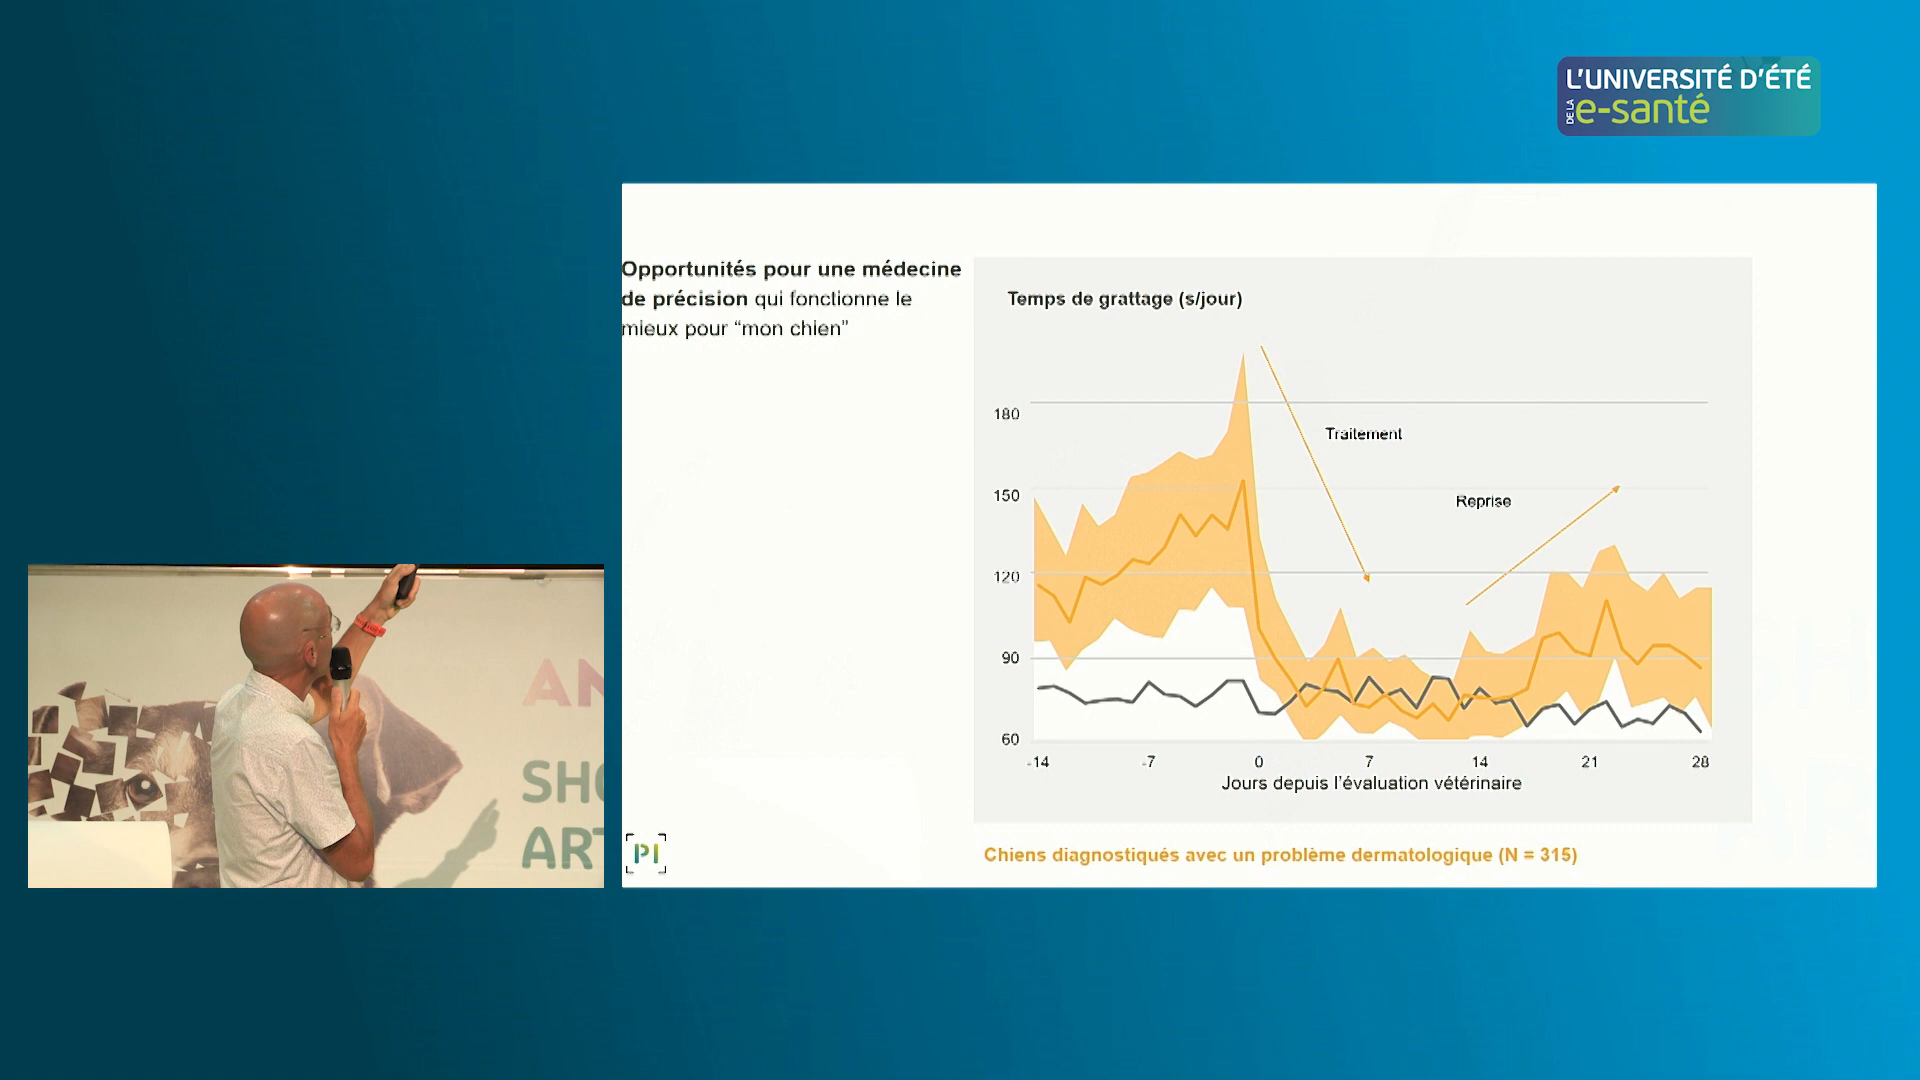 L'UNIVERSITÉ D'ÉTÉ
DE LA e-santé
Opportunités pour une médecine
de précision qui fonctionne le
mieux pour “mon chien”
Temps de grattage (s/jour)
180
150
120
90
60
Traitement
Reprise
-14 -7 0 7 14 21 28
Jours depuis l'évaluation vétérinaire
Chiens diagnostiqués avec un problème dermatologique (N = 315)
PI
AN
SHO
ART